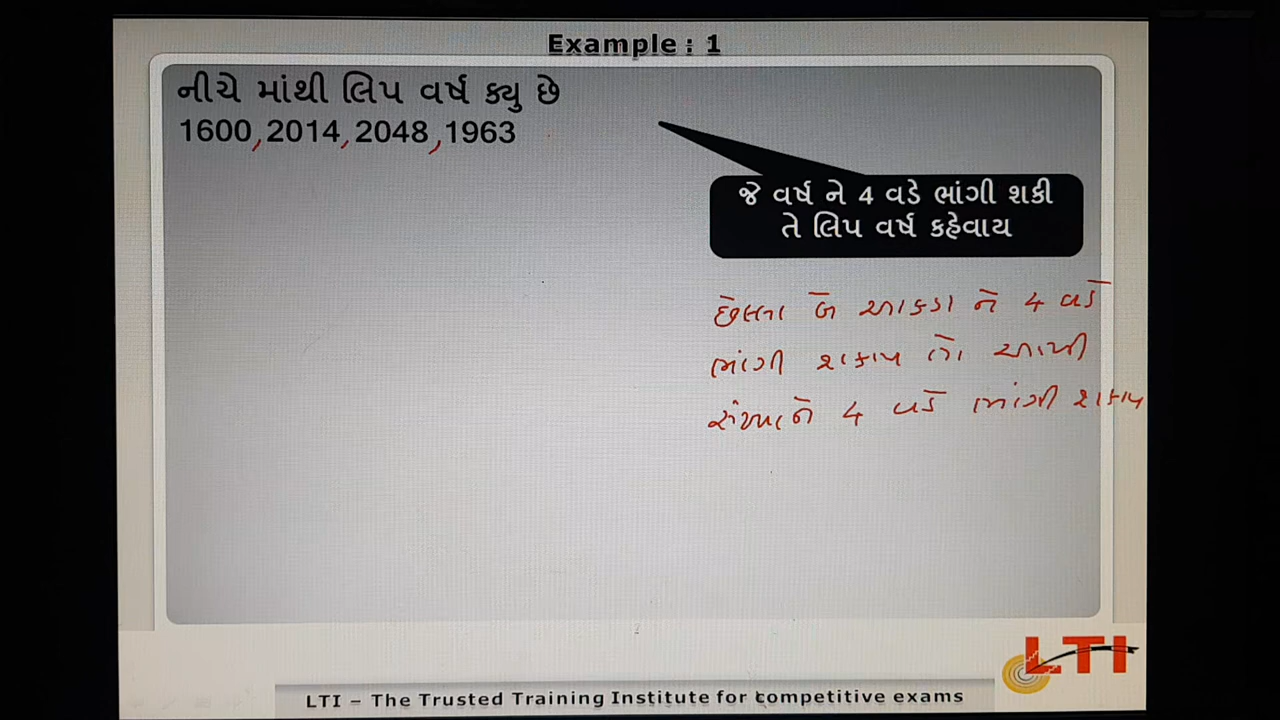 Example : 1
નીચે માંથી લિપ વર્ષ ક્યુ છે
1600,2014,2048,1963
જે વર્ષ ને 4 વડે ભાંગી શકી
તે લિપ વર્ષ કહેવાય
છેલ્લા બે આકડા ને 4 વડે
ભાંગી શકાય તો આખી
સંખ્યાને 4 વડે ભાંગી શકાય
LTI
LTI – The Trusted Training Institute for competitive exams